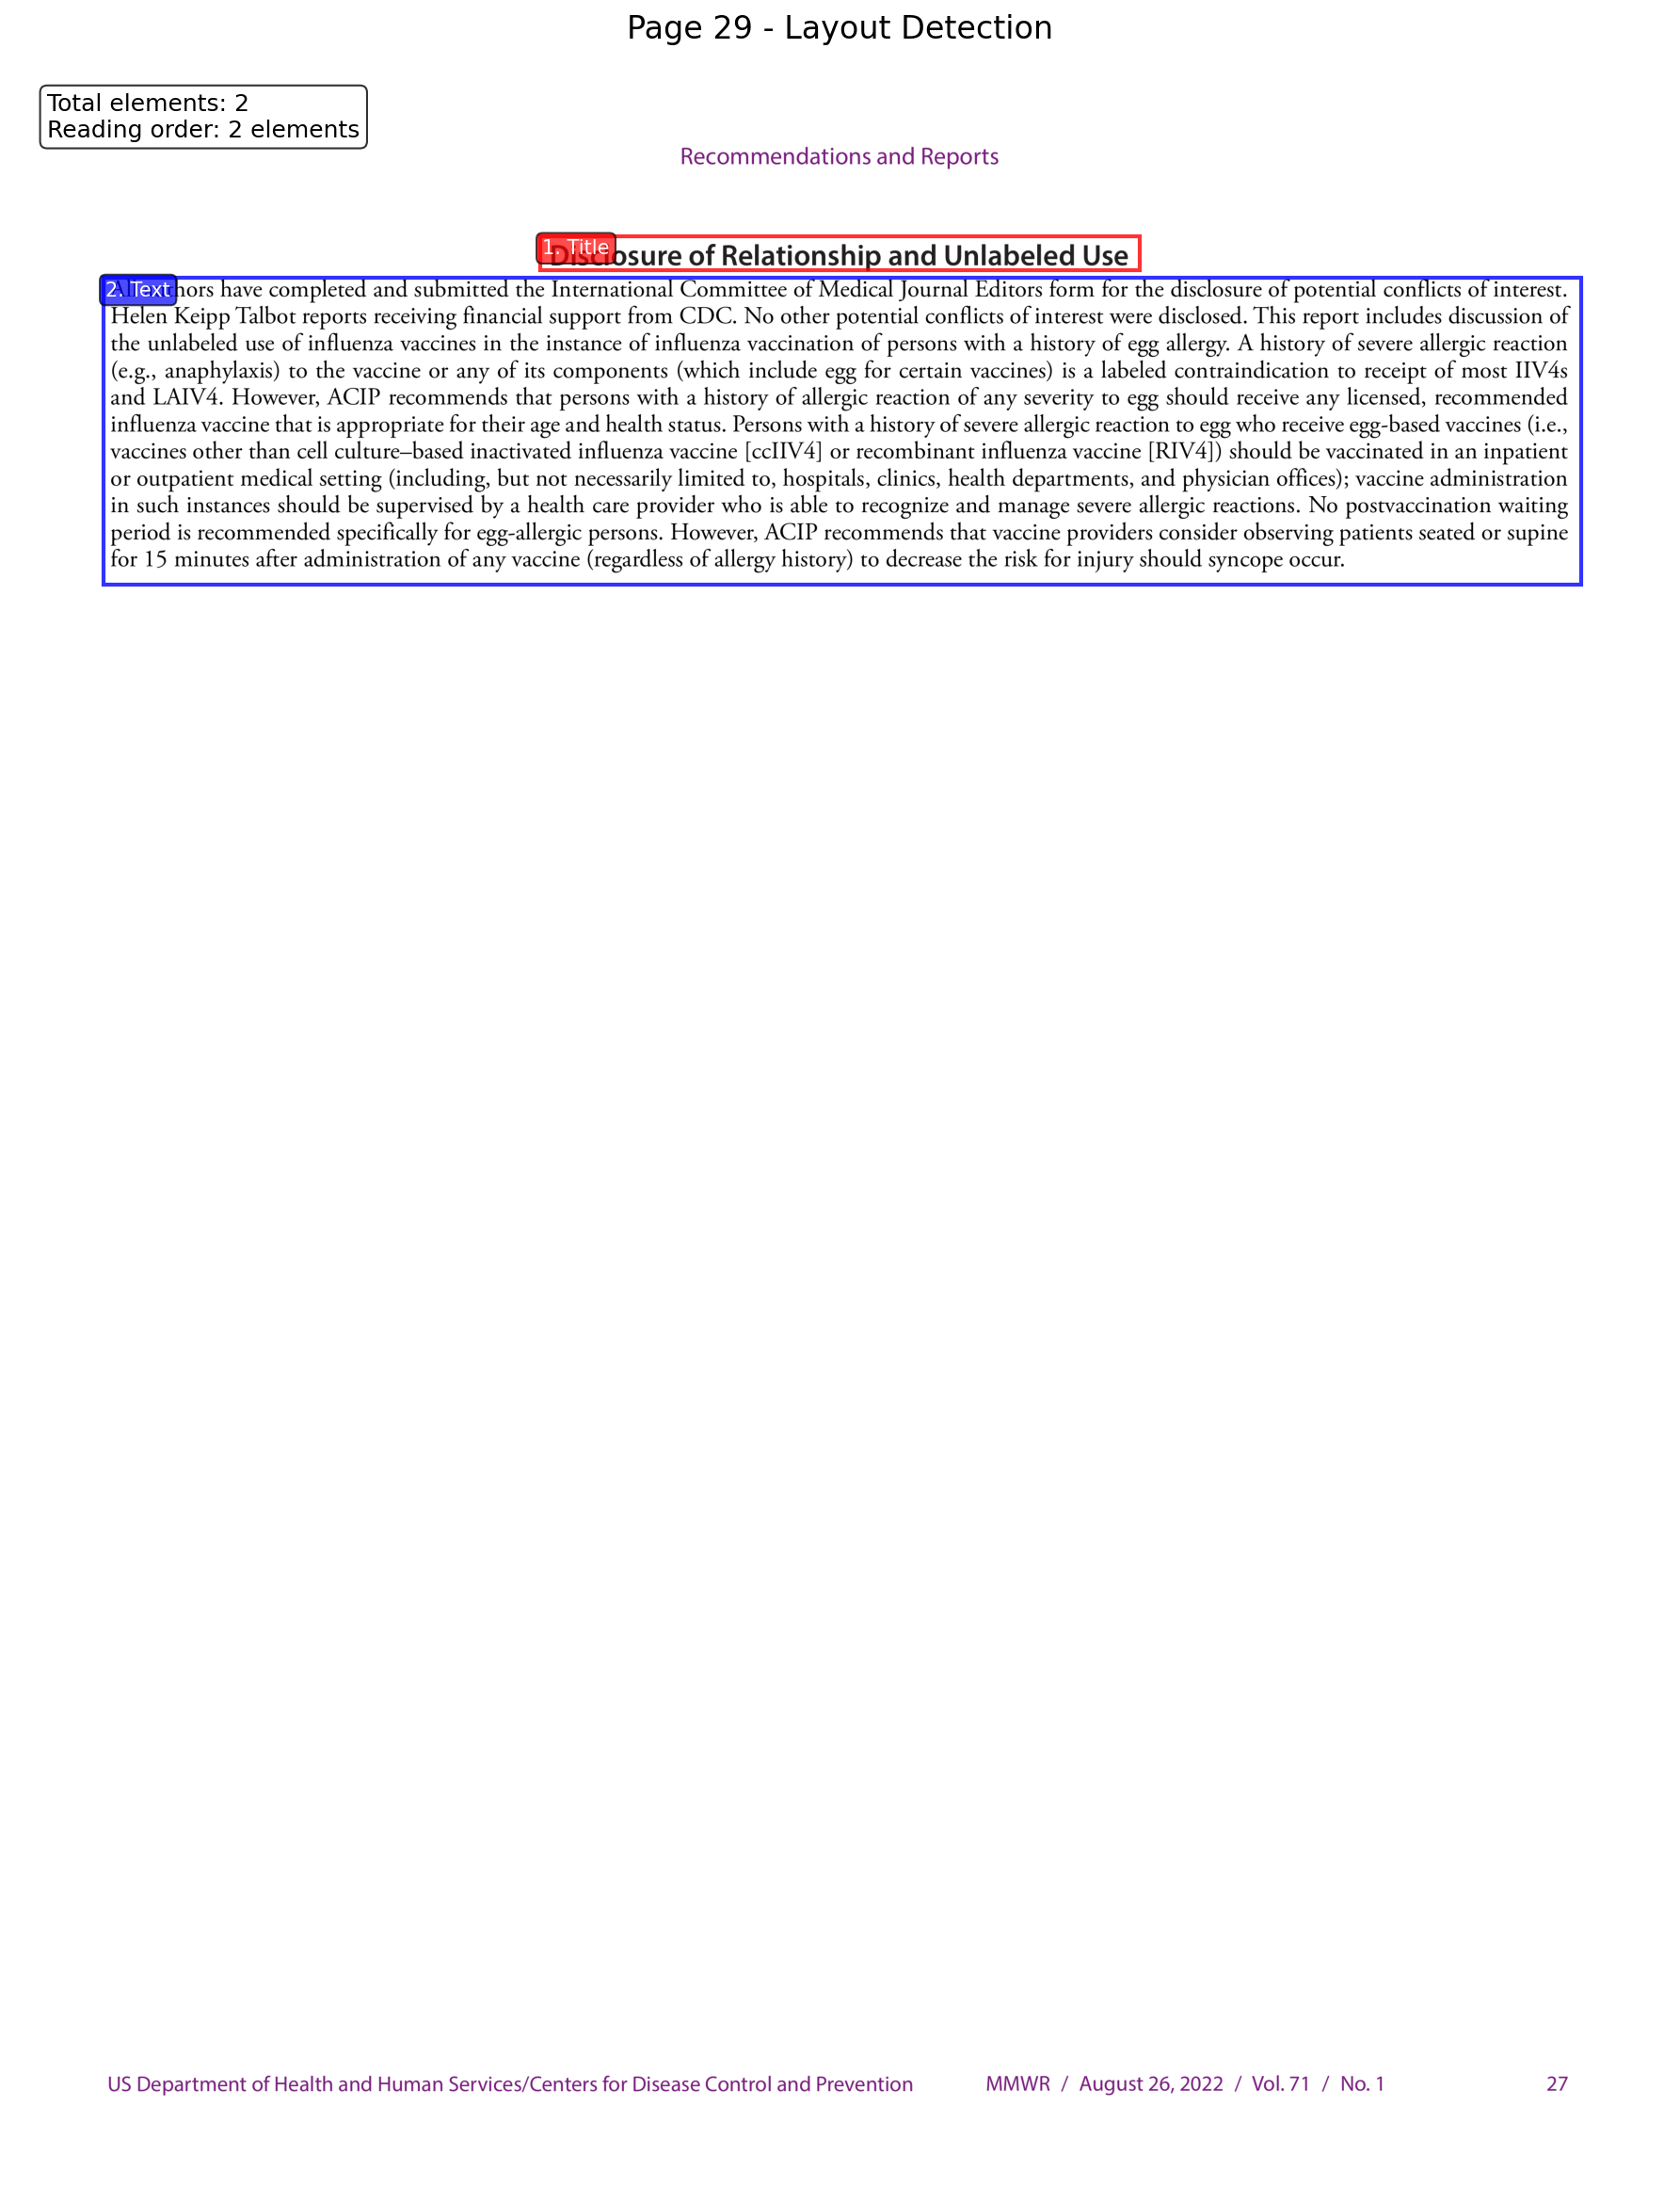 Page 29 - Layout Detection
Total elements: 2
Reading order: 2 elements
Recommendations and Reports
1. Title
Disclosure of Relationship and Unlabeled Use
2. Text
All authors have completed and submitted the International Committee of Medical Journal Editors form for the disclosure of potential conflicts of interest.
Helen Keipp Talbot reports receiving financial support from CDC. No other potential conflicts of interest were disclosed. This report includes discussion of
the unlabeled use of influenza vaccines in the instance of influenza vaccination of persons with a history of egg allergy. A history of severe allergic reaction
(e.g., anaphylaxis) to the vaccine or any of its components (which include egg for certain vaccines) is a labeled contraindication to receipt of most IIV4s
and LAIV4. However, ACIP recommends that persons with a history of allergic reaction of any severity to egg should receive any licensed, recommended
influenza vaccine that is appropriate for their age and health status. Persons with a history of severe allergic reaction to egg who receive egg-based vaccines (i.e.,
vaccines other than cell culture–based inactivated influenza vaccine [ccIIV4] or recombinant influenza vaccine [RIV4]) should be vaccinated in an inpatient
or outpatient medical setting (including, but not necessarily limited to, hospitals, clinics, health departments, and physician offices); vaccine administration
in such instances should be supervised by a health care provider who is able to recognize and manage severe allergic reactions. No postvaccination waiting
period is recommended specifically for egg-allergic persons. However, ACIP recommends that vaccine providers consider observing patients seated or supine
for 15 minutes after administration of any vaccine (regardless of allergy history) to decrease the risk for injury should syncope occur.
US Department of Health and Human Services/Centers for Disease Control and Prevention MMWR / August 26, 2022 / Vol. 71 / No. 1 27